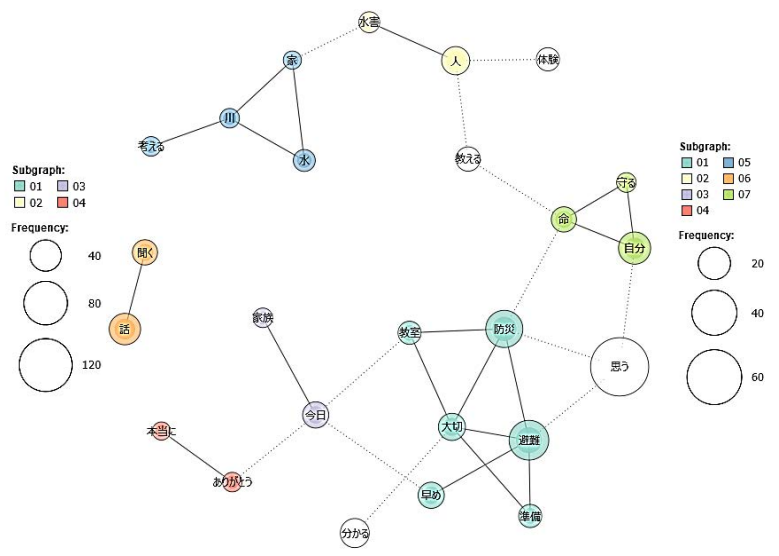 水害
家
人
体験
川
考える
水
教える
Subgraph:
01 03
02 04
Frequency:
40
80
120
Subgraph:
01 05
02 06
03 07
04
Frequency:
20
40
60
守る
命
自分
聞く
話
家族
教室
防災
思う
今日
大切
避難
本当に
ありがとう
早め
準備
分かる